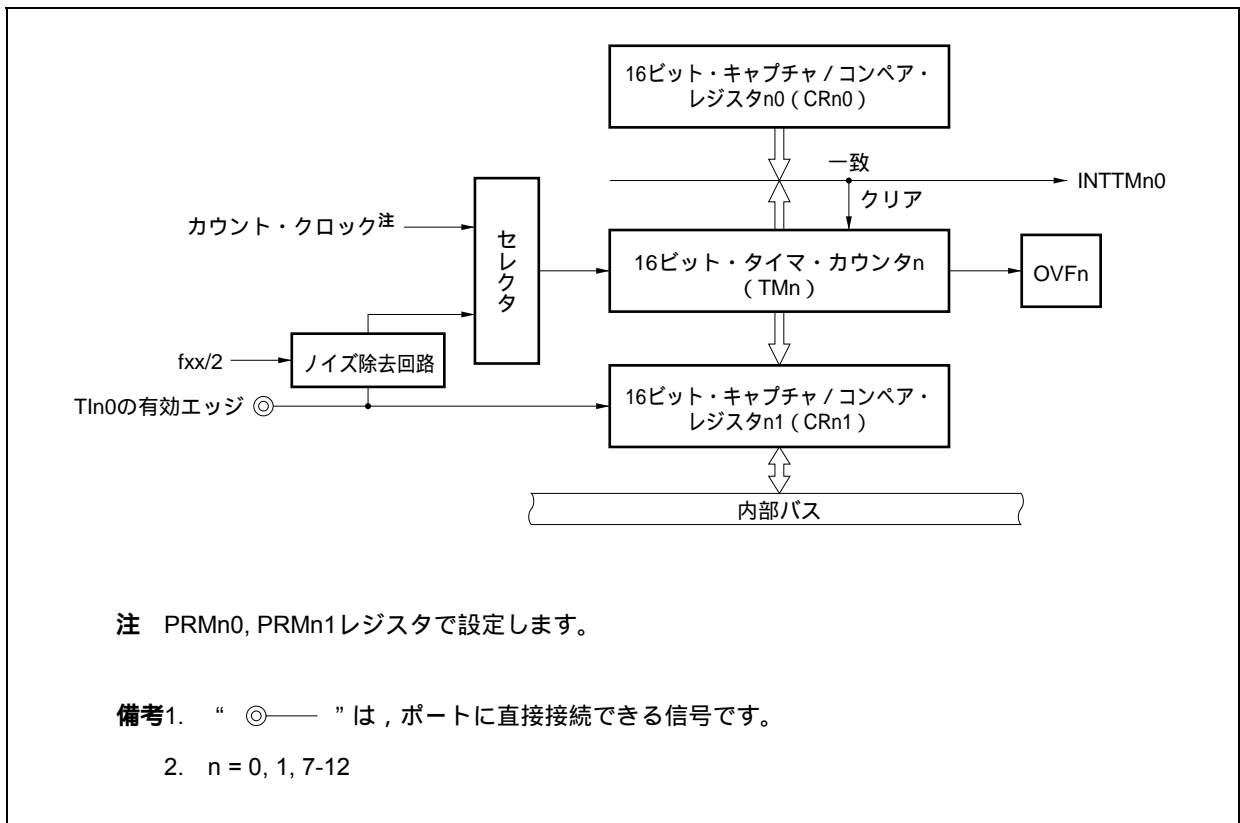 16ビット・キャプチャ / コンペア・
レジスタn0 ( CRn0 )
一致
INTTMn0
クリア
カウント・クロック注
セレクタ
16ビット・タイマ・カウンタn
( TMn )
OVFn
fxx/2
ノイズ除去回路
TIn0の有効エッジ
16ビット・キャプチャ / コンペア・
レジスタn1 ( CRn1 )
内部バス
注 PRMn0, PRMn1レジスタで設定します。
備考1. “ ◎── ” は , ポートに直接接続できる信号です。
2. n = 0, 1, 7-12